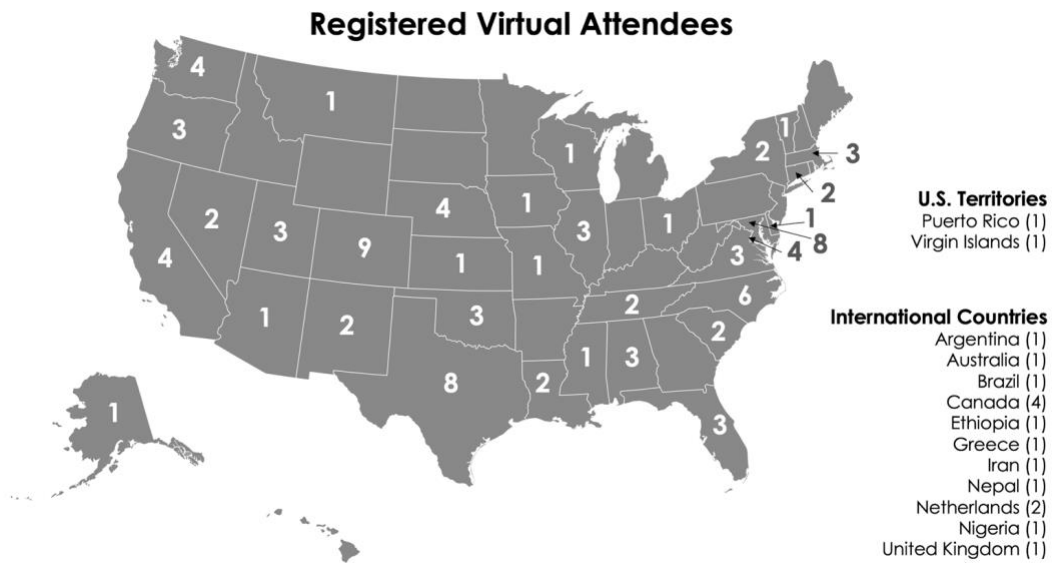 Registered Virtual Attendees
4
1
3
1
2
1
3
4
1
2
2
3
9
3
1
1
8
4
3
4
1
1
6
1
2
3
2
2
1
3
8
2
3
1
U.S. Territories
Puerto Rico (1)
Virgin Islands (1)
International Countries
Argentina (1)
Australia (1)
Brazil (1)
Canada (4)
Ethiopia (1)
Greece (1)
Iran (1)
Nepal (1)
Netherlands (2)
Nigeria (1)
United Kingdom (1)